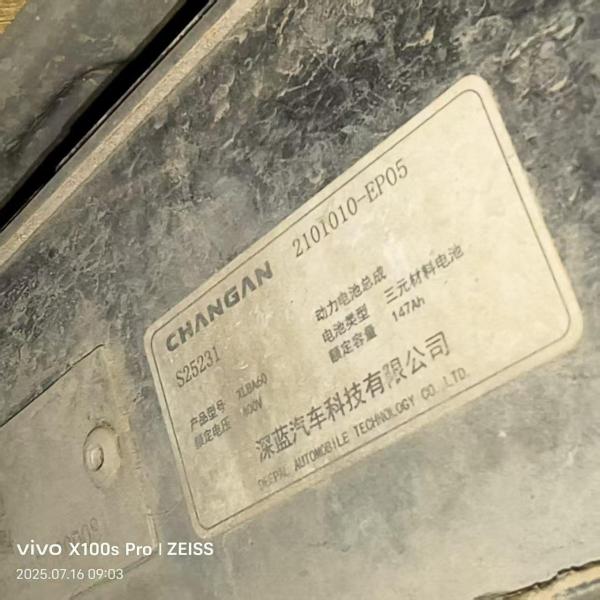 CHANGAN 2101010-EP05
S25231 动力电池总成
电池类型 三元材料电池
产品型号 1LBA6Q 额定容量 147Ah
额定电压 400V
深蓝汽车科技有限公司
DEEPAL AUTOMOBILE TECHNOLOGY CO. LTD.
vivo X100s Pro | ZEISS
2025.07.16 09:03